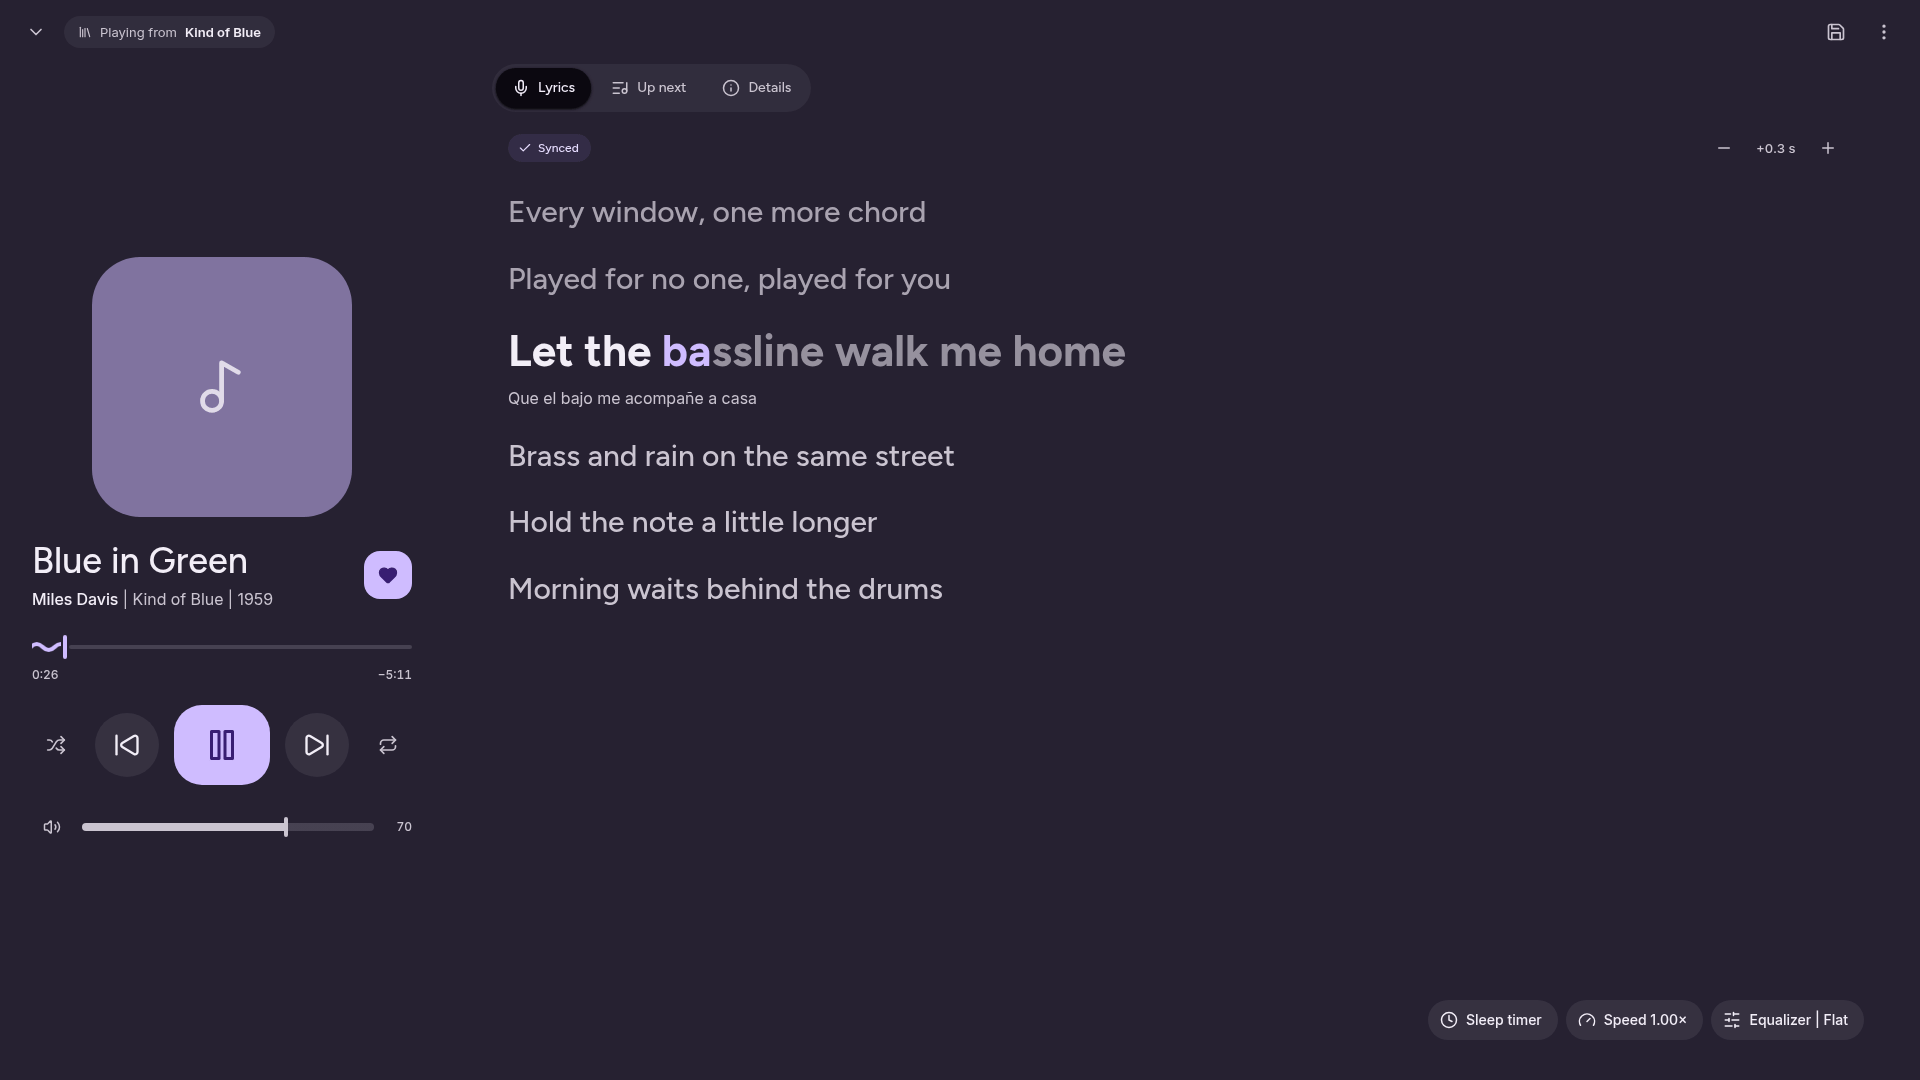 Playing from Kind of Blue
Lyrics
Up next
Details
Synced
+0.3 s
Every window, one more chord
Played for no one, played for you
Let the bassline walk me home
Que el bajo me acompañe a casa
Brass and rain on the same street
Hold the note a little longer
Morning waits behind the drums
Blue in Green
Miles Davis | Kind of Blue | 1959
0:26
−5:11
70
Sleep timer
Speed 1.00×
Equalizer | Flat